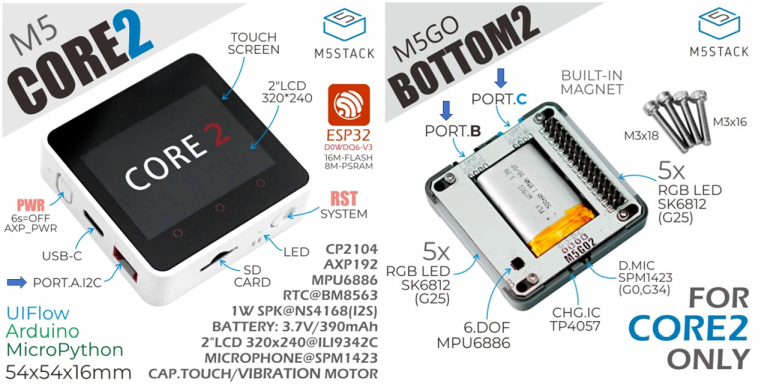 M5
CORE2
M5STACK
TOUCH
SCREEN
2"LCD
320*240
ESP32
D0WDQ6-V3
16M-FLASH
8M-PSRAM
CORE 2
PWR
6s=OFF
AXP_PWR
RST
SYSTEM
USB-C
LED
PORT.A.I2C
SD
CARD
UIFlow
Arduino
MicroPython
54x54x16mm
CP2104
AXP192
MPU6886
RTC@BM8563
1W SPK@NS4168(I2S)
BATTERY: 3.7V/390mAh
2"LCD 320x240@ILI9342C
MICROPHONE@SPM1423
CAP.TOUCH/VIBRATION MOTOR
M5GO
BOTTOM2
M5STACK
BUILT-IN
MAGNET
PORT.C
PORT.B
M3x18
M3x16
5x
RGB LED
SK6812
(G25)
M5GO2
5x
RGB LED
SK6812
(G25)
D.MIC
SPM1423
(G0,G34)
6.DOF
MPU6886
CHG.IC
TP4057
FOR
CORE2
ONLY